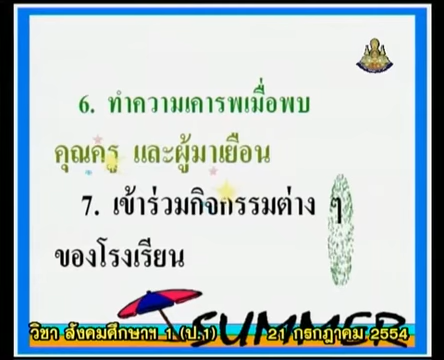 6. ทำความเคารพเมื่อพบ
คุณครู และผู้มาเยือน
7. เข้าร่วมกิจกรรมต่าง ๆ
ของโรงเรียน
SUMMER
วิชา สังคมศึกษาฯ 1 (ป.1) 21 กรกฎาคม 2554